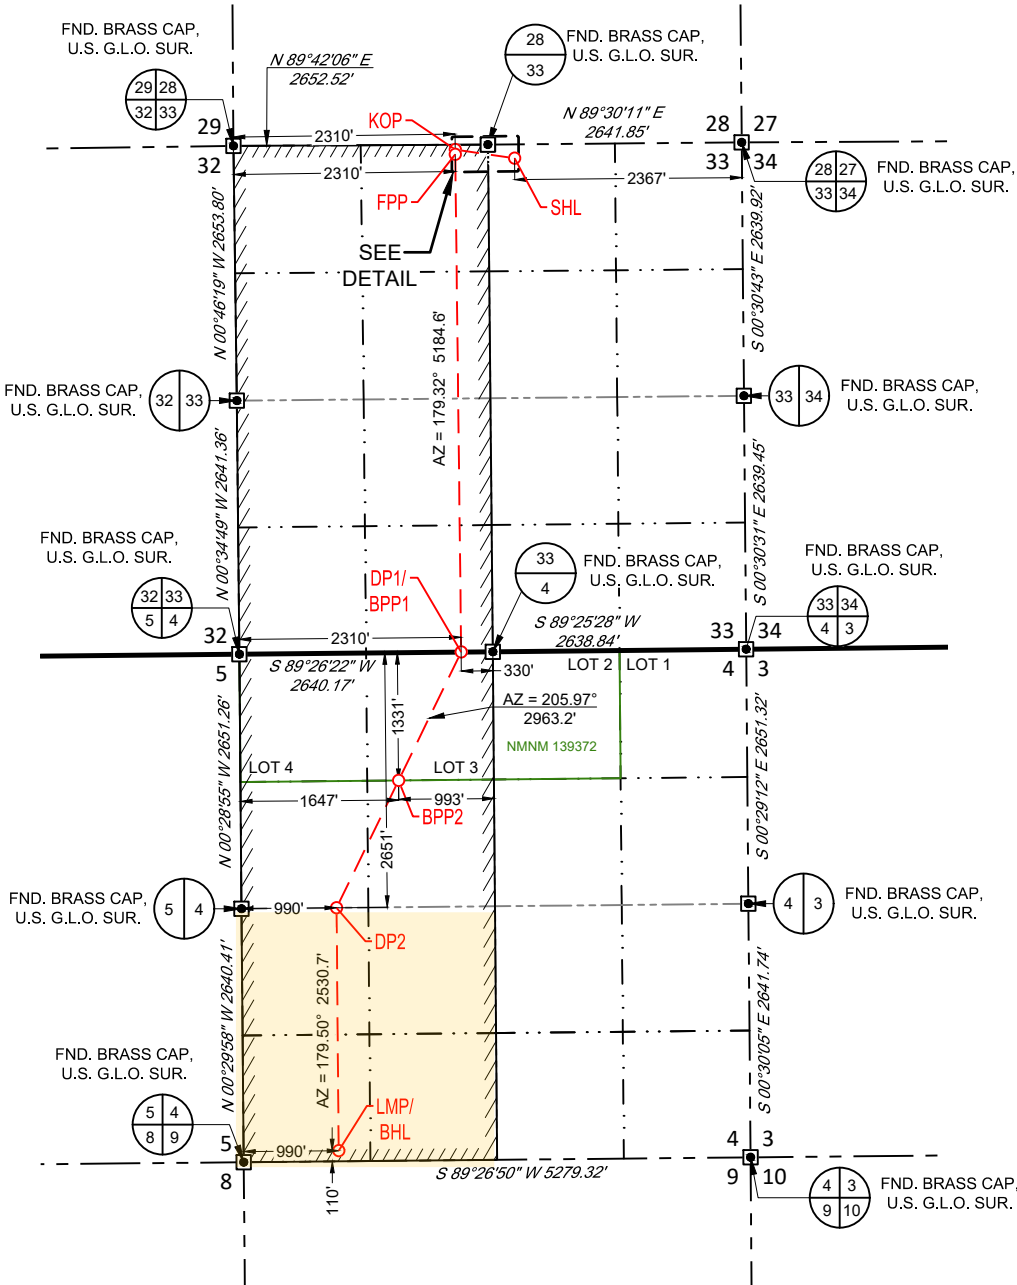 FND. BRASS CAP,
U.S. G.L.O. SUR.
29 28
32 33
N 89°42'06" E
2652.52'
28
33
FND. BRASS CAP,
U.S. G.L.O. SUR.
N 89°30'11" E
2641.85'
29
32
2310'
KOP
28 27
33 34
28 27
33 34
FND. BRASS CAP,
U.S. G.L.O. SUR.
2310'
2367'
FPP
SHL
SEE
DETAIL
N 00°46'19" W 2653.80'
AZ = 179.32° 5184.6'
S 00°30'43" E 2639.92'
FND. BRASS CAP,
U.S. G.L.O. SUR.
32 33
33 34
FND. BRASS CAP,
U.S. G.L.O. SUR.
N 00°34'49" W 2641.36'
S 00°30'31" E 2639.45'
FND. BRASS CAP,
U.S. G.L.O. SUR.
32 33
5 4
DP1/
BPP1
33
4
FND. BRASS CAP,
U.S. G.L.O. SUR.
FND. BRASS CAP,
U.S. G.L.O. SUR.
33 34
4 3
S 89°25'28" W
2638.84'
32
5
2310'
33 34
4 3
S 89°26'22" W
2640.17'
330'
LOT 2
LOT 1
AZ = 205.97°
2963.2'
1331'
NMNM 139372
LOT 4
LOT 3
1647'
993'
BPP2
2651'
N 00°28'55" W 2651.26'
S 00°29'12" E 2651.32'
FND. BRASS CAP,
U.S. G.L.O. SUR.
5 4
990'
4 3
FND. BRASS CAP,
U.S. G.L.O. SUR.
DP2
N 00°29'58" W 2640.41'
AZ = 179.50° 2530.7'
S 00°30'05" E 2641.74'
FND. BRASS CAP,
U.S. G.L.O. SUR.
5 4
8 9
LMP/
BHL
5
8
990'
110'
S 89°26'50" W 5279.32'
4 3
9 10
4 3
9 10
FND. BRASS CAP,
U.S. G.L.O. SUR.